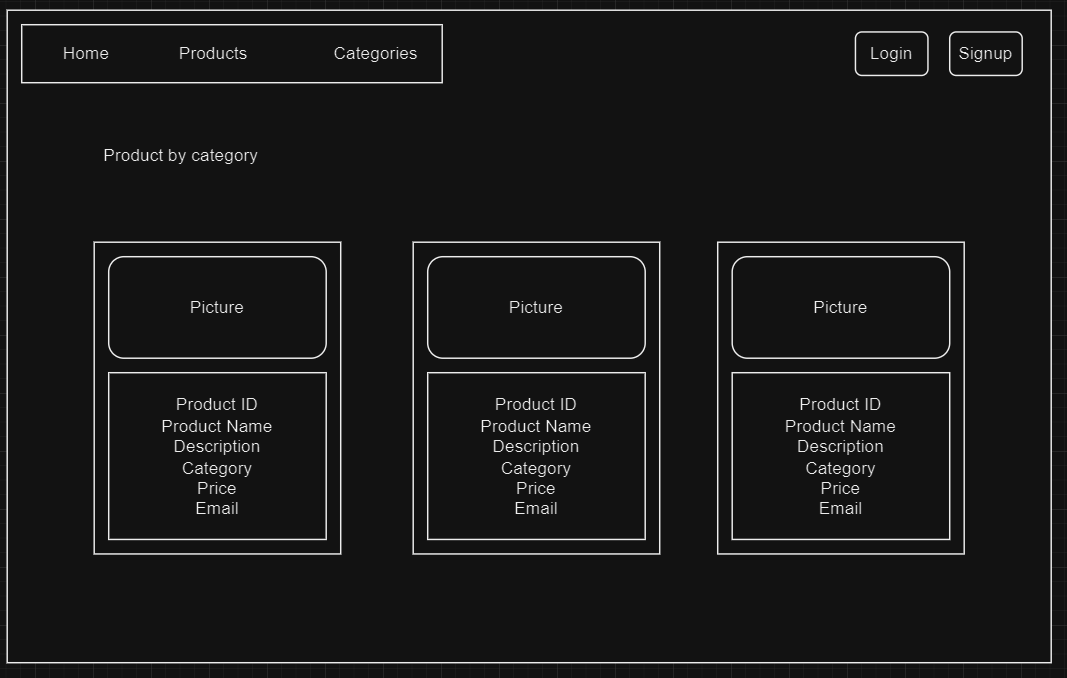 Home Products Categories Login Signup
Product by category
Picture Picture Picture
Product ID Product ID Product ID
Product Name Product Name Product Name
Description Description Description
Category Category Category
Price Price Price
Email Email Email